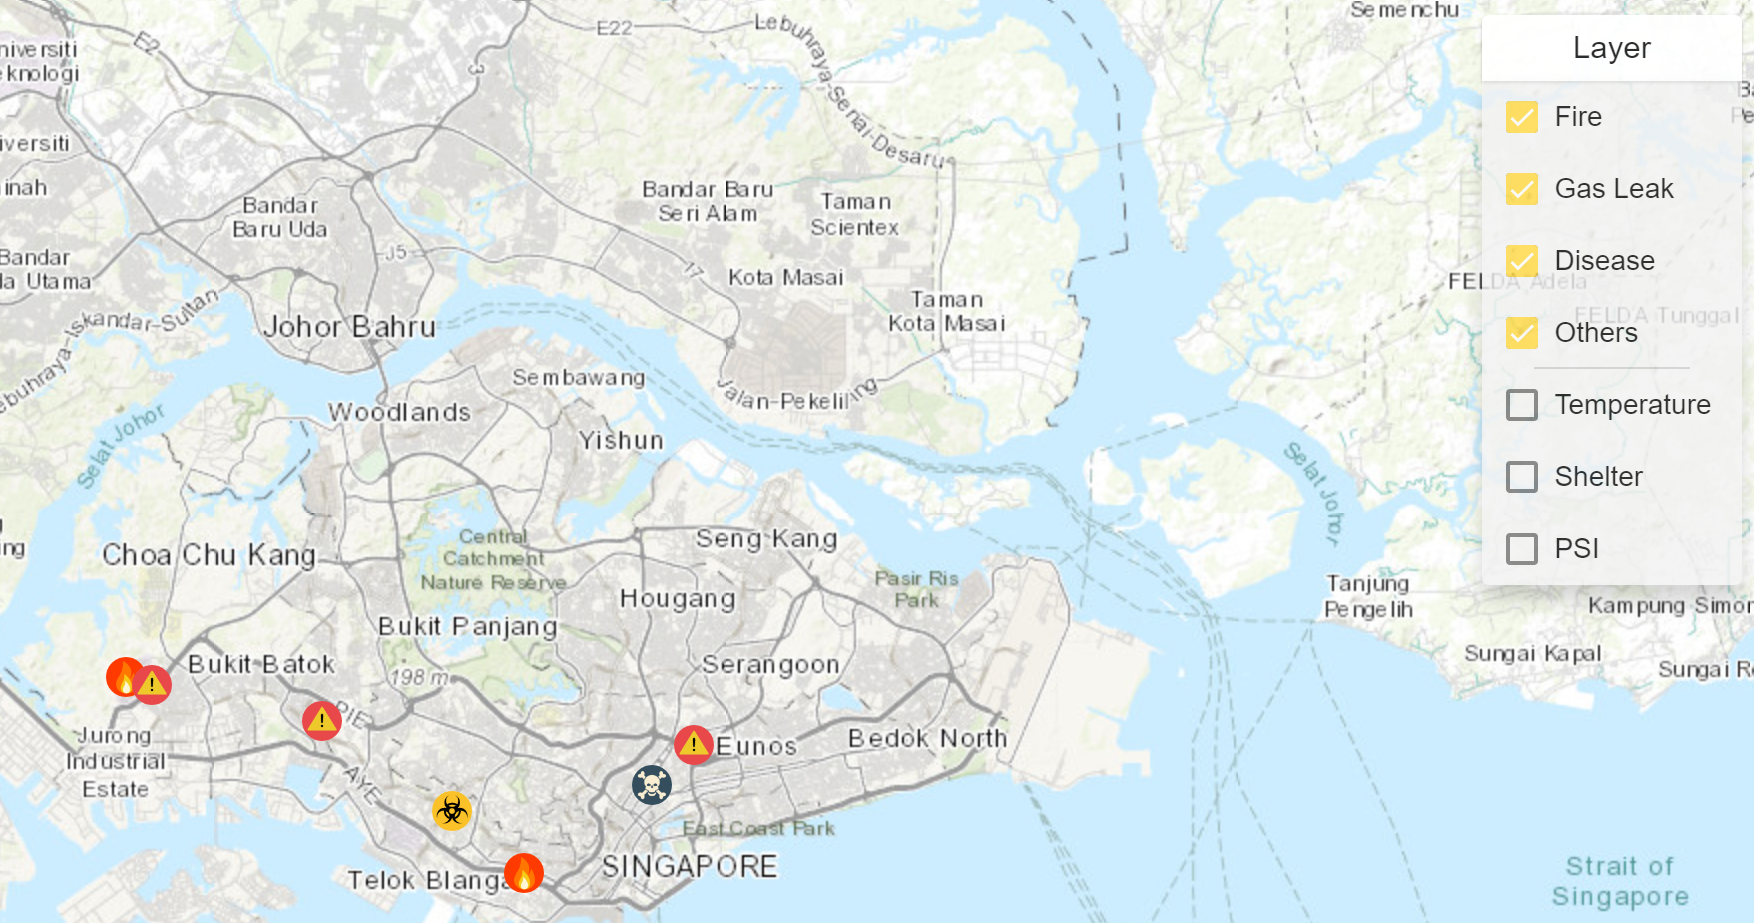 Semenchu
E22
Lebuhraya-Senai-Desaru
E2
3
Layer
Fire
Gas Leak
Disease
Others
Temperature
Shelter
PSI
niversiti
eknologi
iversiti
inah
Bandar
Baru Uda
Bandar Baru
Seri Alam
Taman
Scientex
J5
17
Bandar
la Utama
Kota Masai
FELDA Adela
FELDA Tunggal
Iskandar-Sultan
ebuhraya-
Taman
Kota Masai
Johor Bahru
Sembawang
Jalan-Pekeliling
Woodlands
Yishun
Selat Johor
Selat Johor
ing
Choa Chu Kang
Central
Catchment
Nature Reserve
Seng Kang
Pasir Ris
Park
Hougang
Tanjung
Pengelih
Kampung Simor
Bukit Panjang
Bukit Batok
198 m
Serangoon
Sungai Kapal
Sungai Re
PIE
Jurong
Industrial
Estate
Eunos
Bedok North
AYE
East Coast Park
SINGAPORE
Telok Blanga
Strait of
Singapore